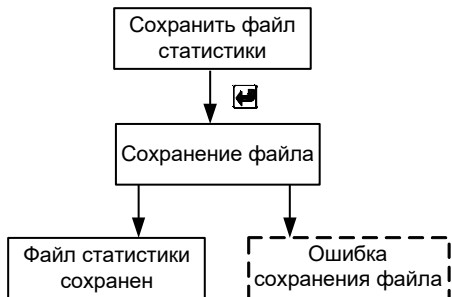 Сохранить файл
статистики
Сохранение файла
Файл статистики
сохранен
Ошибка
сохранения файла